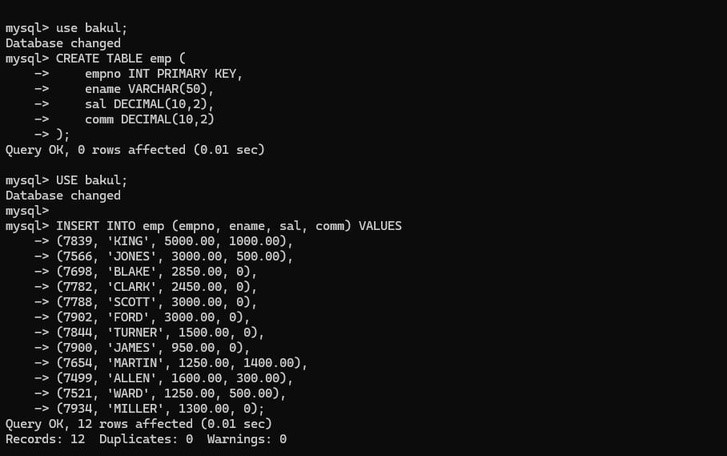 mysql> use bakul;
Database changed
mysql> CREATE TABLE emp (
    ->     empno INT PRIMARY KEY,
    ->     ename VARCHAR(50),
    ->     sal DECIMAL(10,2),
    ->     comm DECIMAL(10,2)
    -> );
Query OK, 0 rows affected (0.01 sec)

mysql> USE bakul;
Database changed
mysql>
mysql> INSERT INTO emp (empno, ename, sal, comm) VALUES
    -> (7839, 'KING', 5000.00, 1000.00),
    -> (7566, 'JONES', 3000.00, 500.00),
    -> (7698, 'BLAKE', 2850.00, 0),
    -> (7782, 'CLARK', 2450.00, 0),
    -> (7788, 'SCOTT', 3000.00, 0),
    -> (7902, 'FORD', 3000.00, 0),
    -> (7844, 'TURNER', 1500.00, 0),
    -> (7900, 'JAMES', 950.00, 0),
    -> (7654, 'MARTIN', 1250.00, 1400.00),
    -> (7499, 'ALLEN', 1600.00, 300.00),
    -> (7521, 'WARD', 1250.00, 500.00),
    -> (7934, 'MILLER', 1300.00, 0);
Query OK, 12 rows affected (0.01 sec)
Records: 12  Duplicates: 0  Warnings: 0